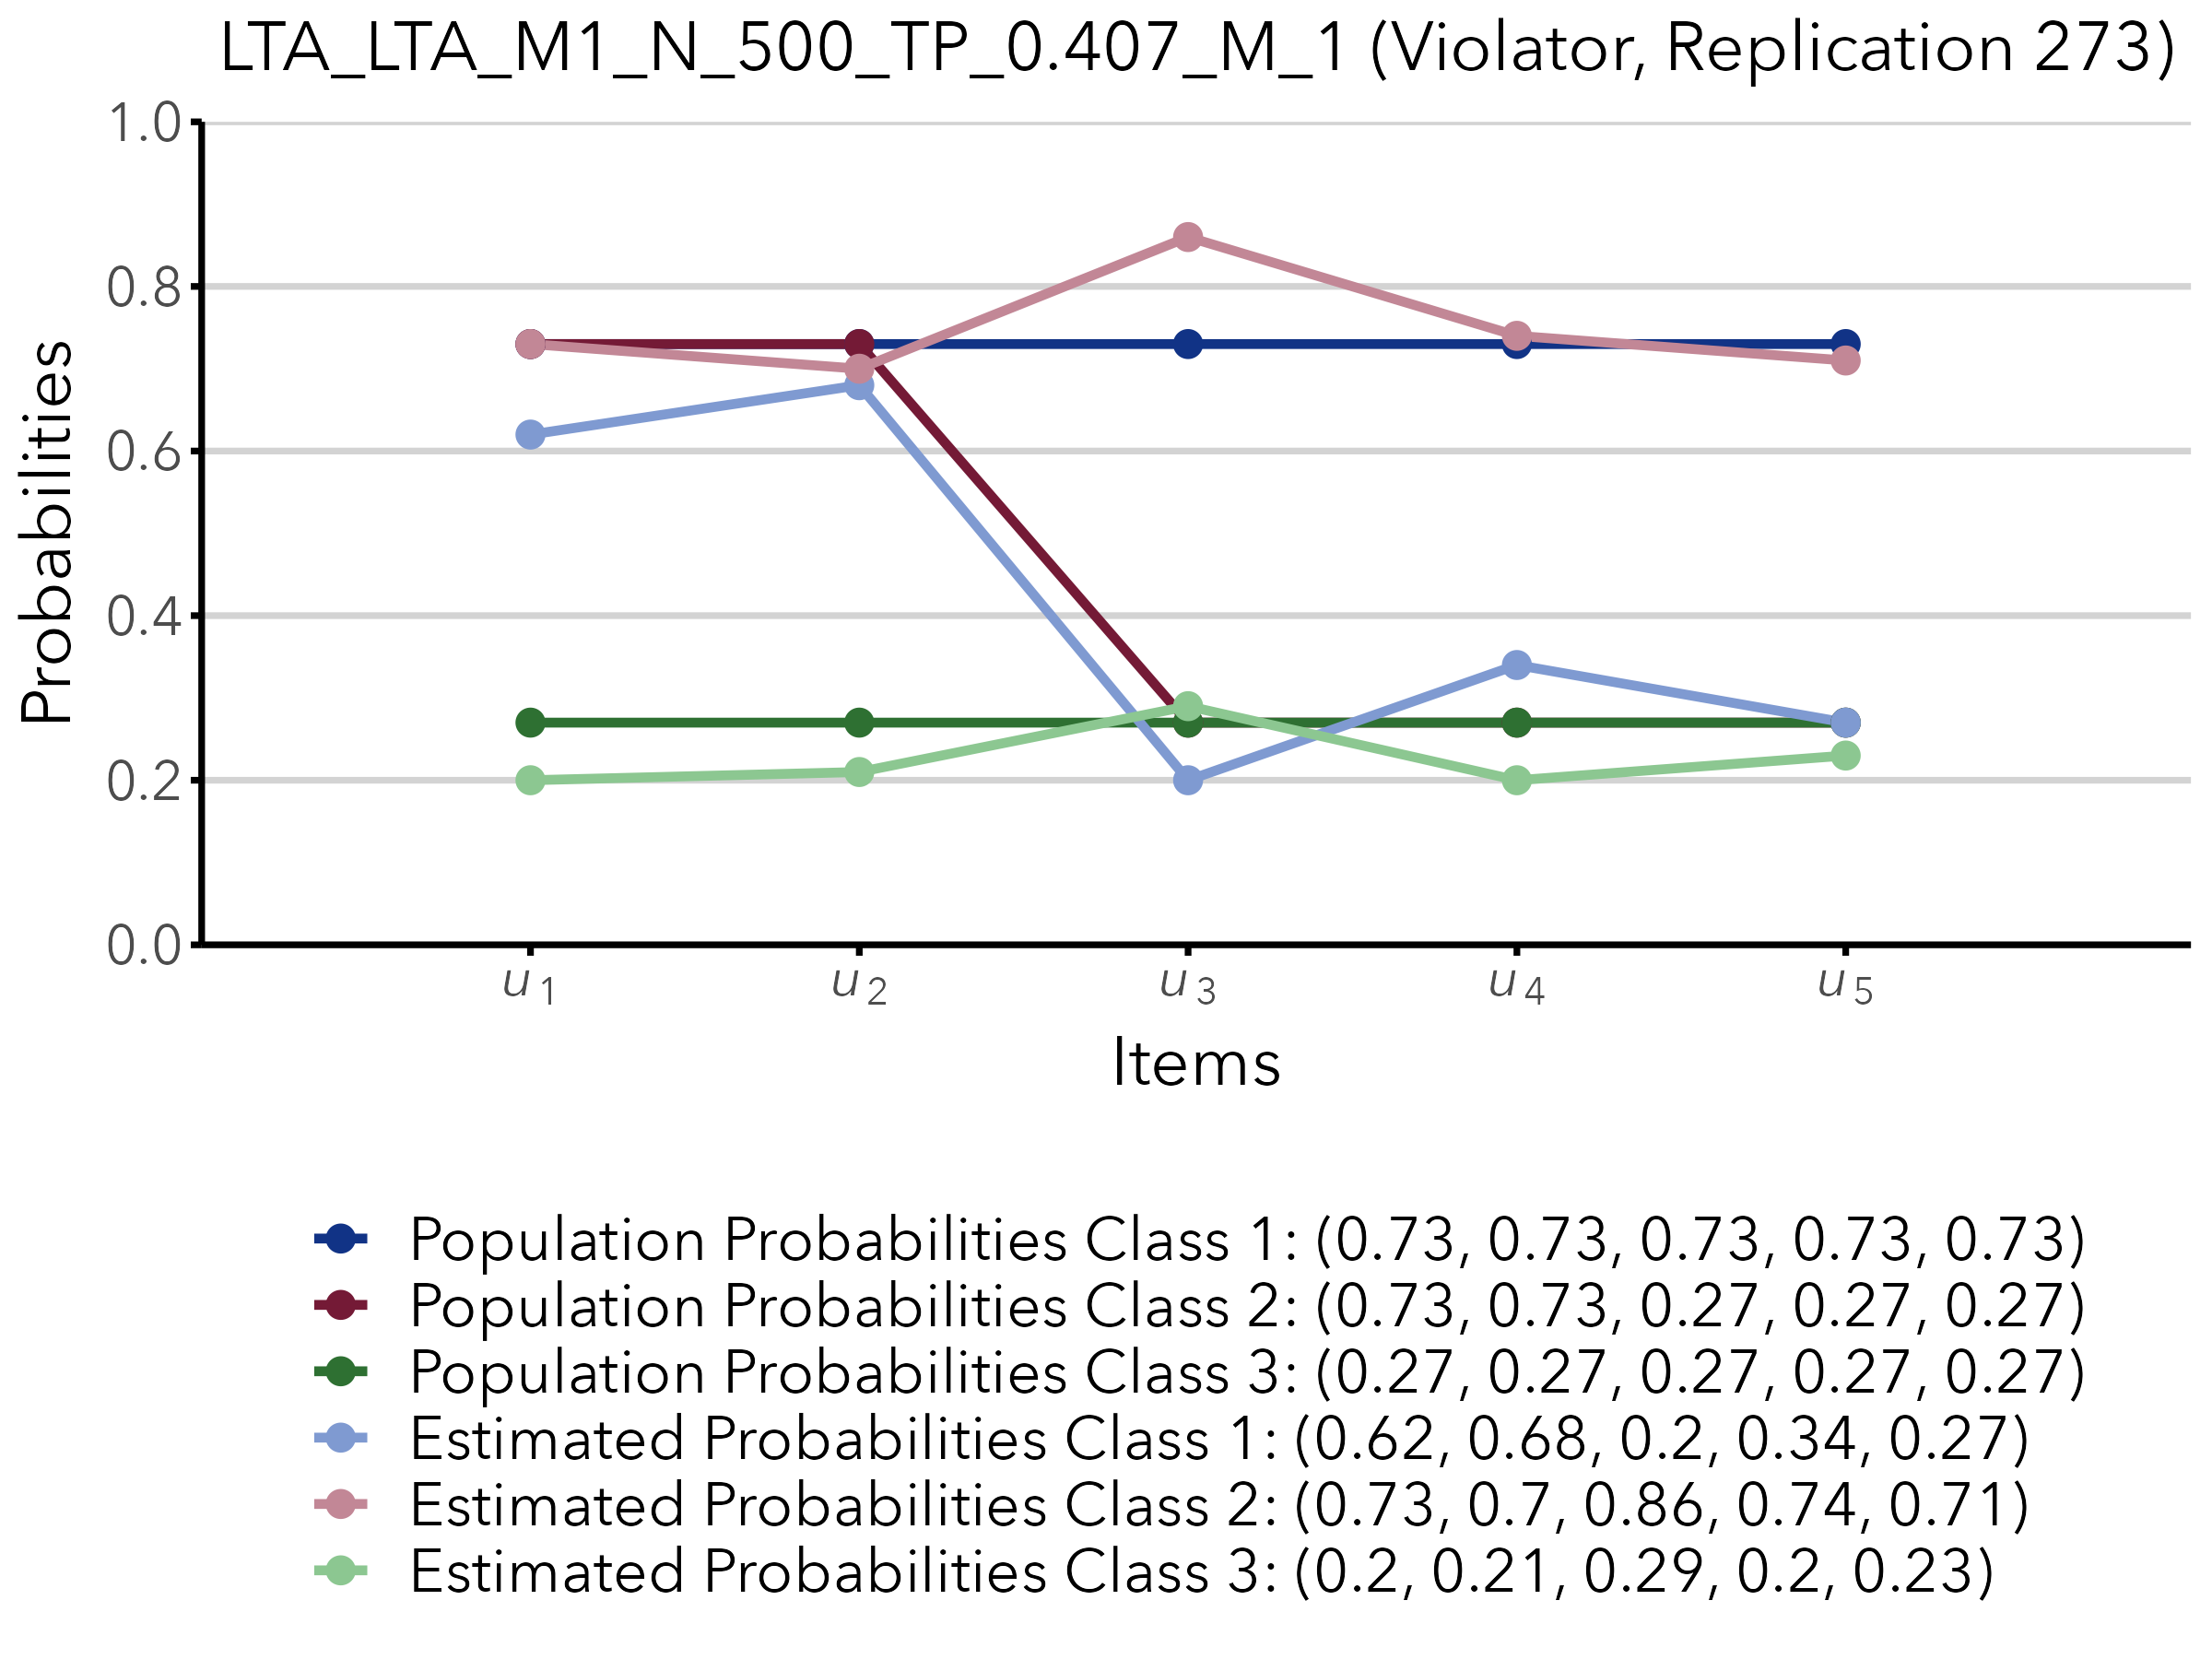 LTA_LTA_M1_N_500_TP_0.407_M_1 (Violator, Replication 273)
Probabilities
1.0
0.8
0.6
0.4
0.2
0.0
u1 u2 u3 u4 u5
Items
Population Probabilities Class 1: (0.73, 0.73, 0.73, 0.73, 0.73)
Population Probabilities Class 2: (0.73, 0.73, 0.27, 0.27, 0.27)
Population Probabilities Class 3: (0.27, 0.27, 0.27, 0.27, 0.27)
Estimated Probabilities Class 1: (0.62, 0.68, 0.2, 0.34, 0.27)
Estimated Probabilities Class 2: (0.73, 0.7, 0.86, 0.74, 0.71)
Estimated Probabilities Class 3: (0.2, 0.21, 0.29, 0.2, 0.23)